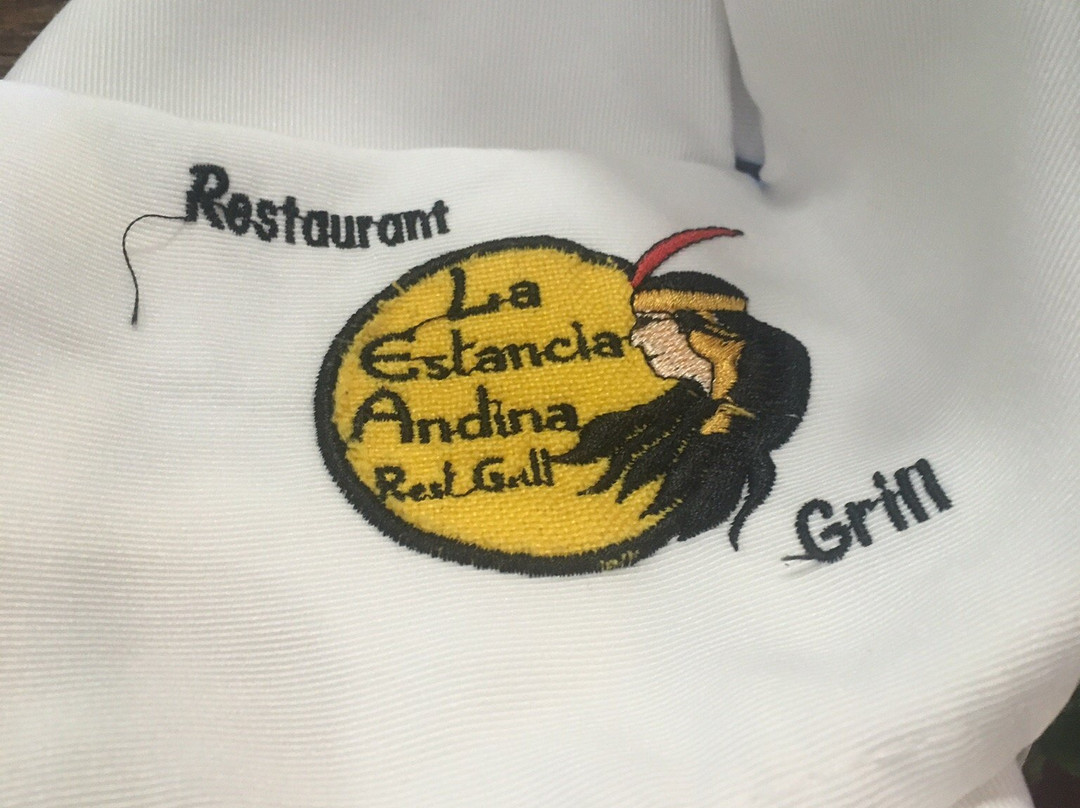 Restaurant
La
Estancia
Andina
Rest Grill
Grill